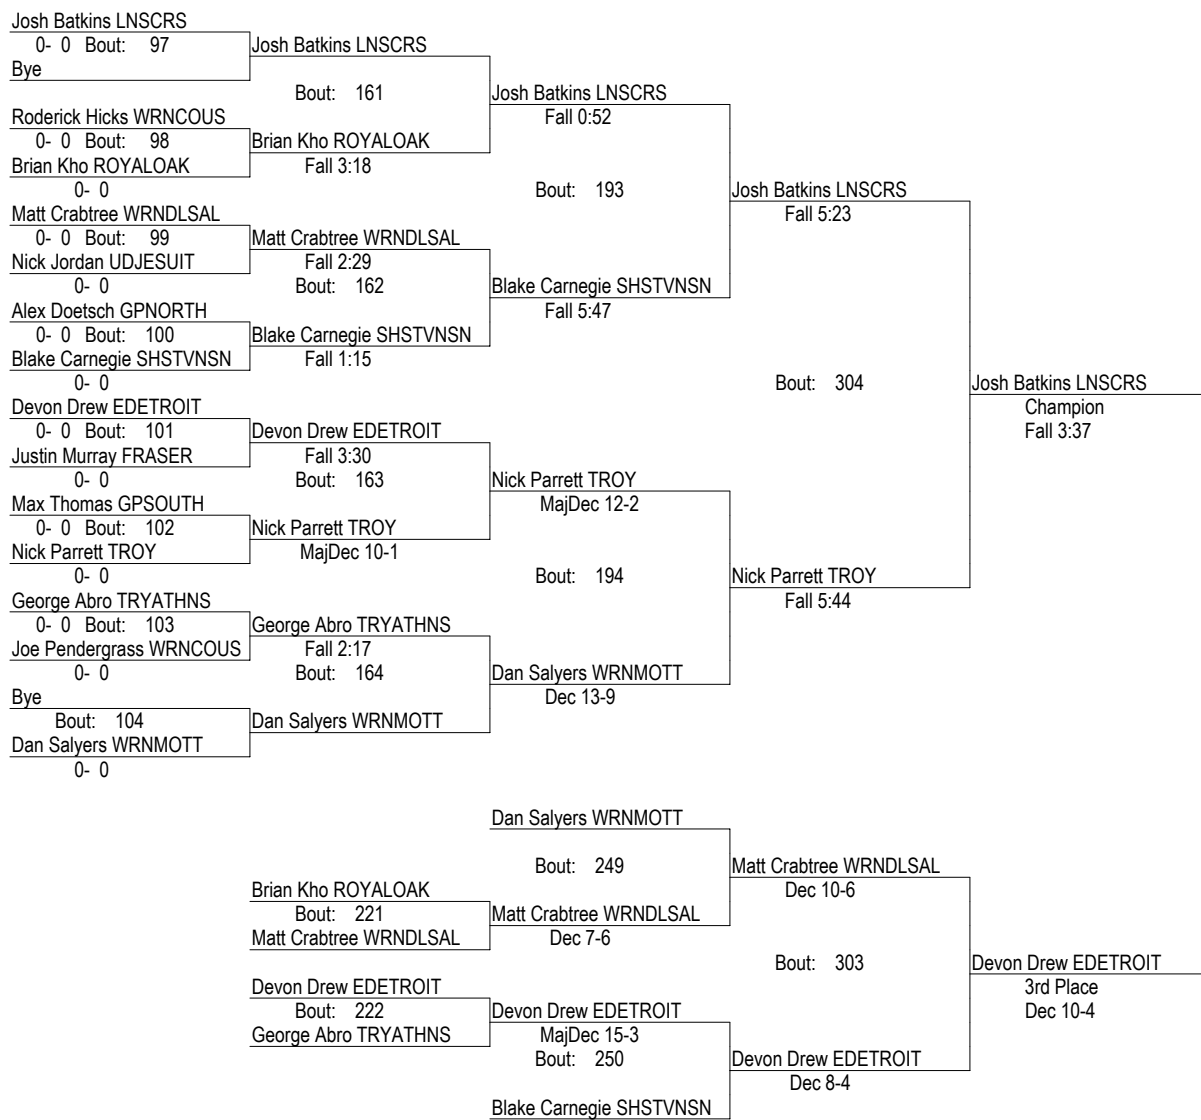 Josh Batkins LNSCRS
0- 0 Bout: 97
Bye
Josh Batkins LNSCRS
Bout: 161
Roderick Hicks WRNCOUS
0- 0 Bout: 98
Brian Kho ROYALOAK
0- 0
Brian Kho ROYALOAK
Fall 3:18
Josh Batkins LNSCRS
Fall 0:52
Bout: 193
Matt Crabtree WRNDLSAL
0- 0 Bout: 99
Nick Jordan UDJESUIT
0- 0
Matt Crabtree WRNDLSAL
Fall 2:29
Bout: 162
Alex Doetsch GPNORTH
0- 0 Bout: 100
Blake Carnegie SHSTVNSN
0- 0
Blake Carnegie SHSTVNSN
Fall 1:15
Blake Carnegie SHSTVNSN
Fall 5:47
Josh Batkins LNSCRS
Fall 5:23
Bout: 304
Josh Batkins LNSCRS
Champion
Fall 3:37
Devon Drew EDETROIT
0- 0 Bout: 101
Justin Murray FRASER
0- 0
Devon Drew EDETROIT
Fall 3:30
Bout: 163
Max Thomas GPSOUTH
0- 0 Bout: 102
Nick Parrett TROY
0- 0
Nick Parrett TROY
MajDec 10-1
Nick Parrett TROY
MajDec 12-2
Bout: 194
George Abro TRYATHNS
0- 0 Bout: 103
Joe Pendergrass WRNCOUS
0- 0
George Abro TRYATHNS
Fall 2:17
Bout: 164
Bye
Bout: 104
Dan Salyers WRNMOTT
0- 0
Dan Salyers WRNMOTT
Dan Salyers WRNMOTT
Dec 13-9
Nick Parrett TROY
Fall 5:44
Dan Salyers WRNMOTT
Bout: 249
Brian Kho ROYALOAK
Bout: 221
Matt Crabtree WRNDLSAL
Matt Crabtree WRNDLSAL
Dec 7-6
Matt Crabtree WRNDLSAL
Dec 10-6
Bout: 303
Devon Drew EDETROIT
3rd Place
Dec 10-4
Devon Drew EDETROIT
Bout: 222
George Abro TRYATHNS
Devon Drew EDETROIT
MajDec 15-3
Bout: 250
Blake Carnegie SHSTVNSN
Devon Drew EDETROIT
Dec 8-4